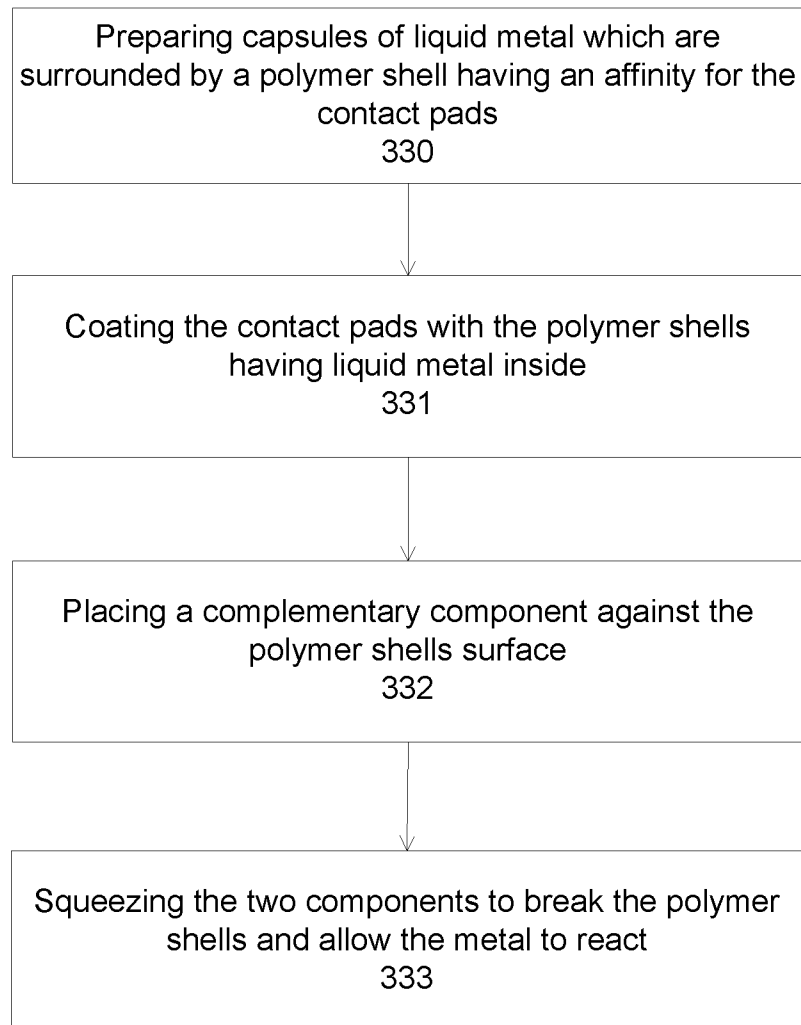 Preparing capsules of liquid metal which are
surrounded by a polymer shell having an affinity for the
contact pads
330
Coating the contact pads with the polymer shells
having liquid metal inside
331
Placing a complementary component against the
polymer shells surface
332
Squeezing the two components to break the polymer
shells and allow the metal to react
333